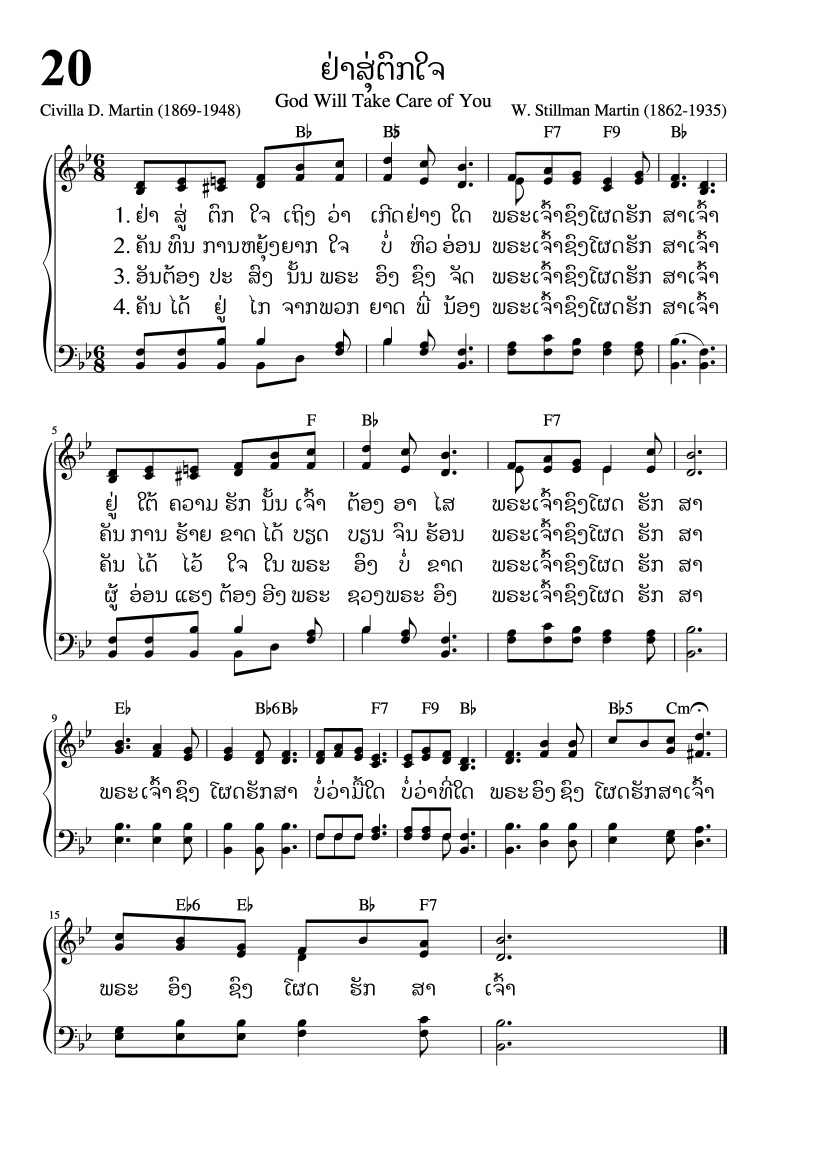 20
ຢ່າສູ່ຕົກໃຈ
God Will Take Care of You
Civilla D. Martin (1869-1948)
W. Stillman Martin (1862-1935)
B♭ F7 F9 B♭
1. ຢ່າ ສູ່ ຕົກ ໃຈ ເຖິງ ວ່າ ເກີດຢ່າງ ໃດ ພຣະເຈົ້າຊົງໂຜດຮັກ ສາເຈົ້າ
2. ຄັນ ທົນ ການຫຍຸ້ງຍາກ ໃຈ ບໍ່ ຫິວ ອ່ອນ ພຣະເຈົ້າຊົງໂຜດຮັກ ສາເຈົ້າ
3. ອັນຕ້ອງ ປະ ສົງ ນັ້ນ ພຣະ ອົງ ຊົງ ຈັດ ພຣະເຈົ້າຊົງໂຜດຮັກ ສາເຈົ້າ
4. ຄັນ ໄດ້ ຢູ່ ໄກ ຈາກພວກ ຍາດ ພີ່ ນ້ອງ ພຣະເຈົ້າຊົງໂຜດຮັກ ສາເຈົ້າ
5 F B♭ F7
ຢູ່ ໃຕ້ ຄວາມ ຮັກ ນັ້ນ ເຈົ້າ ຕ້ອງ ອາ ໄສ ພຣະເຈົ້າຊົງໂຜດ ຮັກ ສາ
ຄັນ ການ ຮ້າຍ ຂາດ ໄດ້ ບຽດ ບຽນ ຈົນ ຮ້ອນ ພຣະເຈົ້າຊົງໂຜດ ຮັກ ສາ
ຄັນ ໄດ້ ໄວ້ ໃຈ ໃນ ພຣະ ອົງ ບໍ່ ຂາດ ພຣະເຈົ້າຊົງໂຜດ ຮັກ ສາ
ຜູ້ ອ່ອນ ແຮງ ຕ້ອງ ອີງ ພຣະ ຊວງພຣະ ອົງ ພຣະເຈົ້າຊົງໂຜດ ຮັກ ສາ
9 E♭ B♭6 B♭ F7 F9 B♭ B♭5 Cm
ພຣະ ເຈົ້າ ຊົງ ໂຜດຮັກສາ ບໍ່ວ່າມື້ໃດ ບໍ່ວ່າທີ່ໃດ ພຣະ ອົງ ຊົງ ໂຜດຮັກສາເຈົ້າ
15 E♭6 E♭ B♭ F7
ພຣະ ອົງ ຊົງ ໂຜດ ຮັກ ສາ ເຈົ້າ